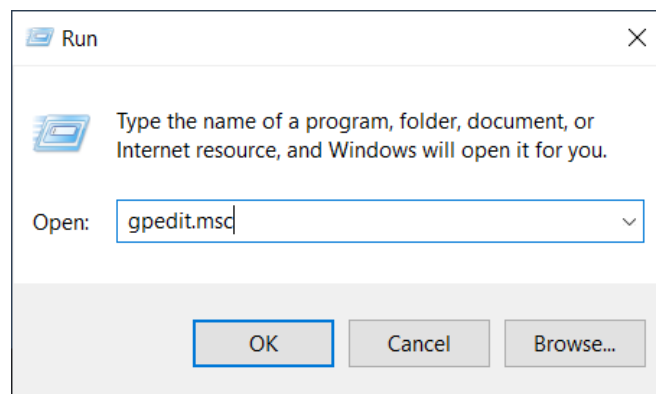 Run
Type the name of a program, folder, document, or
Internet resource, and Windows will open it for you.
Open: gpedit.msc
OK Cancel Browse...